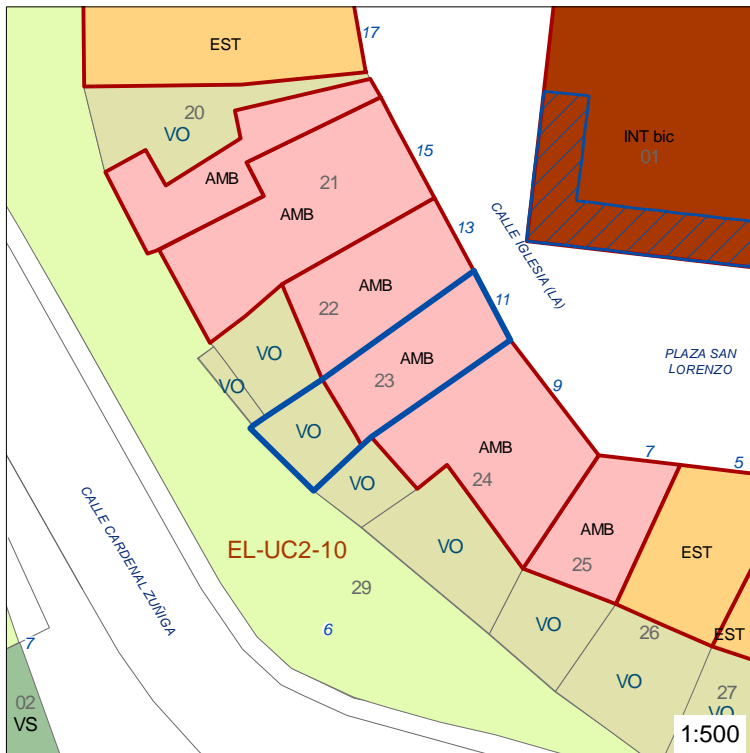 17
EST
20
VO
INT bic
01
15
AMB
21
AMB
13
CALLE IGLESIA (LA)
AMB
22
11
VO
AMB
23
PLAZA SAN
LORENZO
VO
9
VO
AMB
7
5
24
VO
CALLE CARDENAL ZUÑIGA
AMB
EL-UC2-10
VO
EST
25
29
6
VO
26
EST
7
VO
27
02
VS
VO
1:500